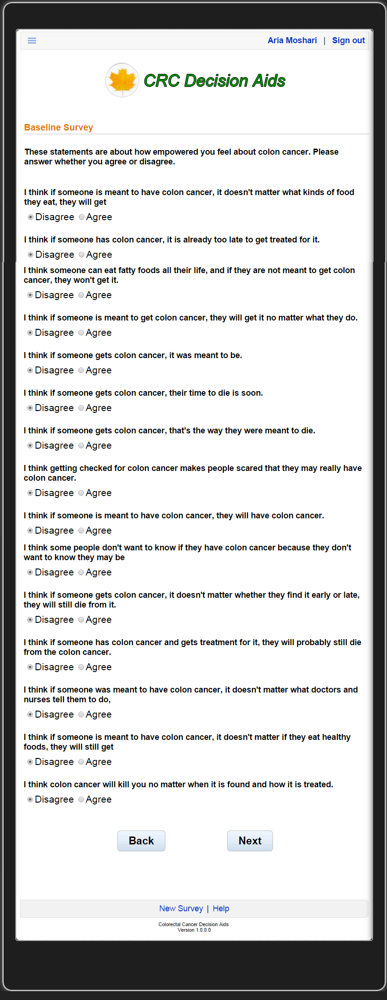 Aria Moshari | Sign out
CRC Decision Aids
Baseline Survey
These statements are about how empowered you feel about colon cancer. Please
answer whether you agree or disagree.
I think if someone is meant to have colon cancer, it doesn't matter what kinds of food
they eat, they will get
Disagree Agree
I think if someone has colon cancer, it is already too late to get treated for it.
Disagree Agree
I think someone can eat fatty foods all their life, and if they are not meant to get colon
cancer, they won't get it.
Disagree Agree
I think if someone is meant to get colon cancer, they will get it no matter what they do.
Disagree Agree
I think if someone gets colon cancer, it was meant to be.
Disagree Agree
I think if someone gets colon cancer, their time to die is soon.
Disagree Agree
I think if someone gets colon cancer, that's the way they were meant to die.
Disagree Agree
I think getting checked for colon cancer makes people scared that they may really have
colon cancer.
Disagree Agree
I think if someone is meant to have colon cancer, they will have colon cancer.
Disagree Agree
I think some people don't want to know if they have colon cancer because they don't
want to know they may be
Disagree Agree
I think if someone gets colon cancer, it doesn't matter whether they find it early or late,
they will still die from it.
Disagree Agree
I think if someone has colon cancer and gets treatment for it, they will probably still die
from the colon cancer.
Disagree Agree
I think if someone was meant to have colon cancer, it doesn't matter what doctors and
nurses tell them to do,
Disagree Agree
I think if someone is meant to have colon cancer, it doesn't matter if they eat healthy
foods, they will still get
Disagree Agree
I think colon cancer will kill you no matter when it is found and how it is treated.
Disagree Agree
Back Next
New Survey | Help
Colorectal Cancer Decision Aids
Version 1.0.0.0